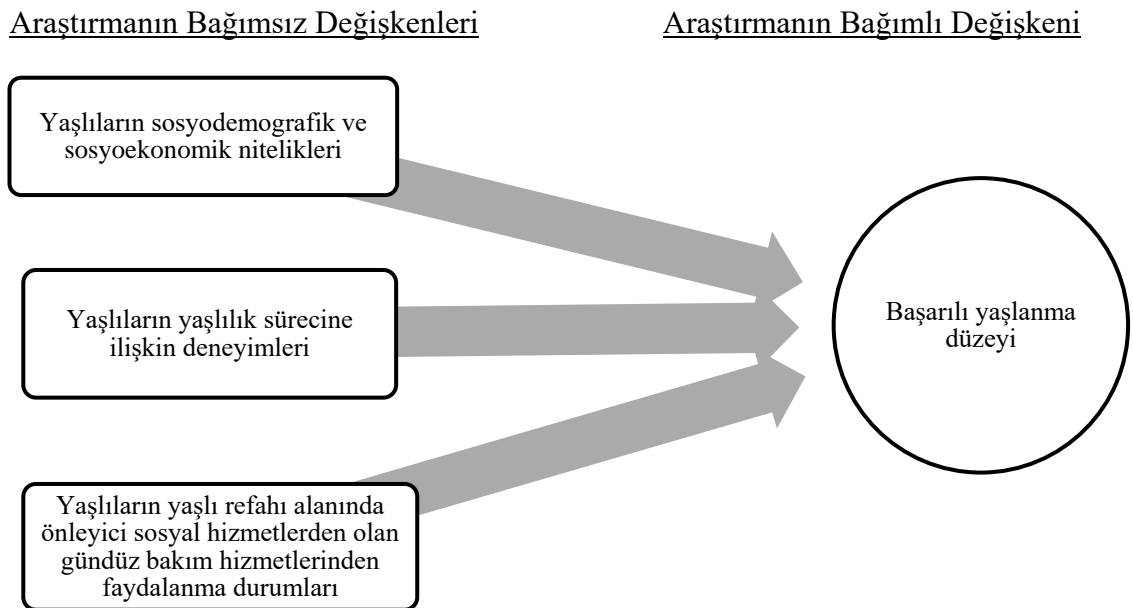 Araştırmanın Bağımsız Değişkenleri
Araştırmanın Bağımlı Değişkeni
Yaşlıların sosyodemografik ve
sosyoekonomik nitelikleri
Yaşlıların yaşlılık sürecine
ilişkin deneyimleri
Yaşlıların yaşlı refahı alanında
önleyici sosyal hizmetlerden olan
gündüz bakım hizmetlerinden
faydalanma durumları
Başarılı yaşlanma
düzeyi